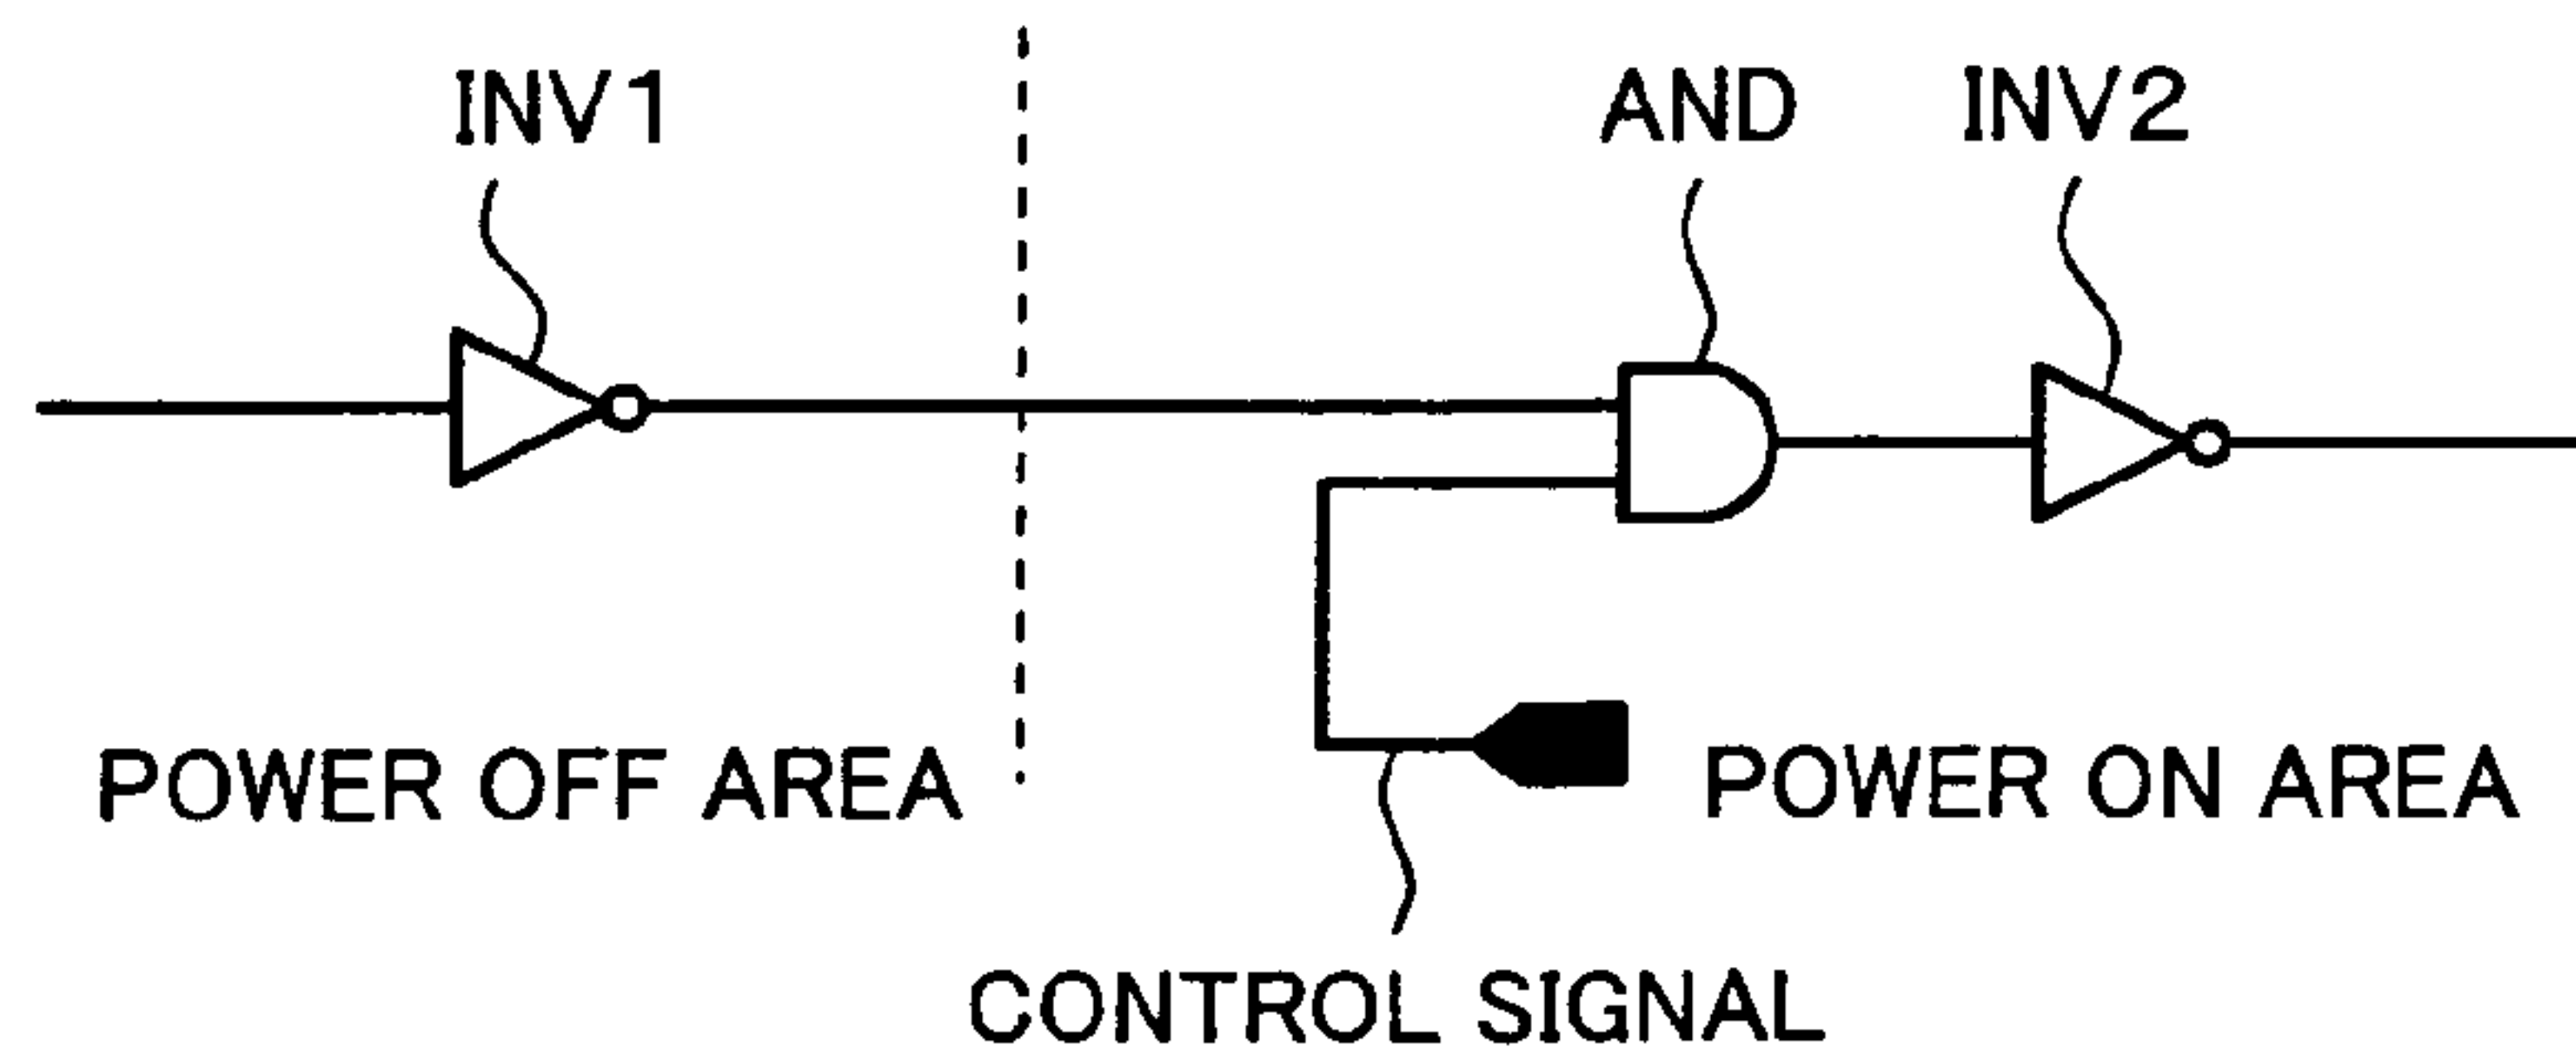 INV1
AND
INV2
POWER OFF AREA
POWER ON AREA
CONTROL SIGNAL